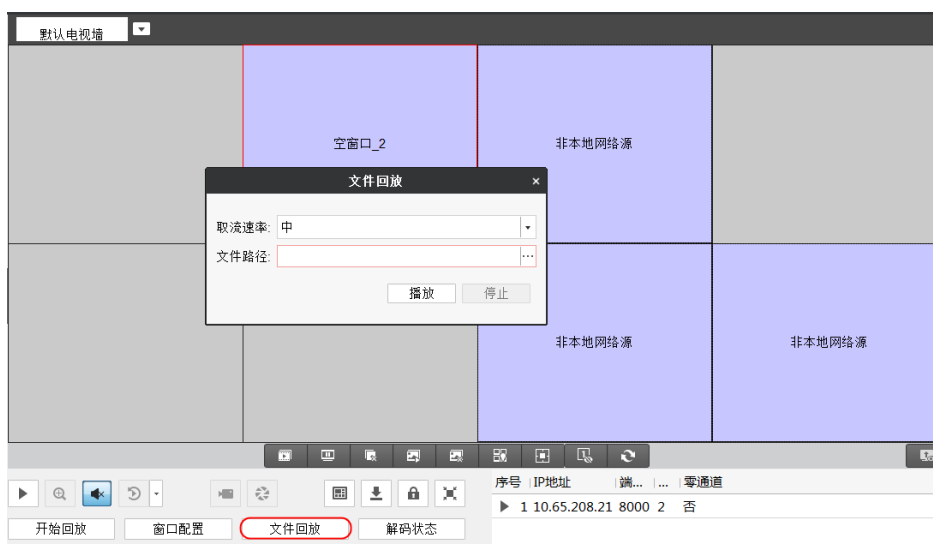 默认电视墙
空窗口_2
非本地网络源
文件回放
×
取流速率: 中
文件路径:
...
播放 停止
非本地网络源
非本地网络源
序号 IP地址 端... ... 零通道
1 10.65.208.21 8000 2 否
开始回放 窗口配置 文件回放 解码状态